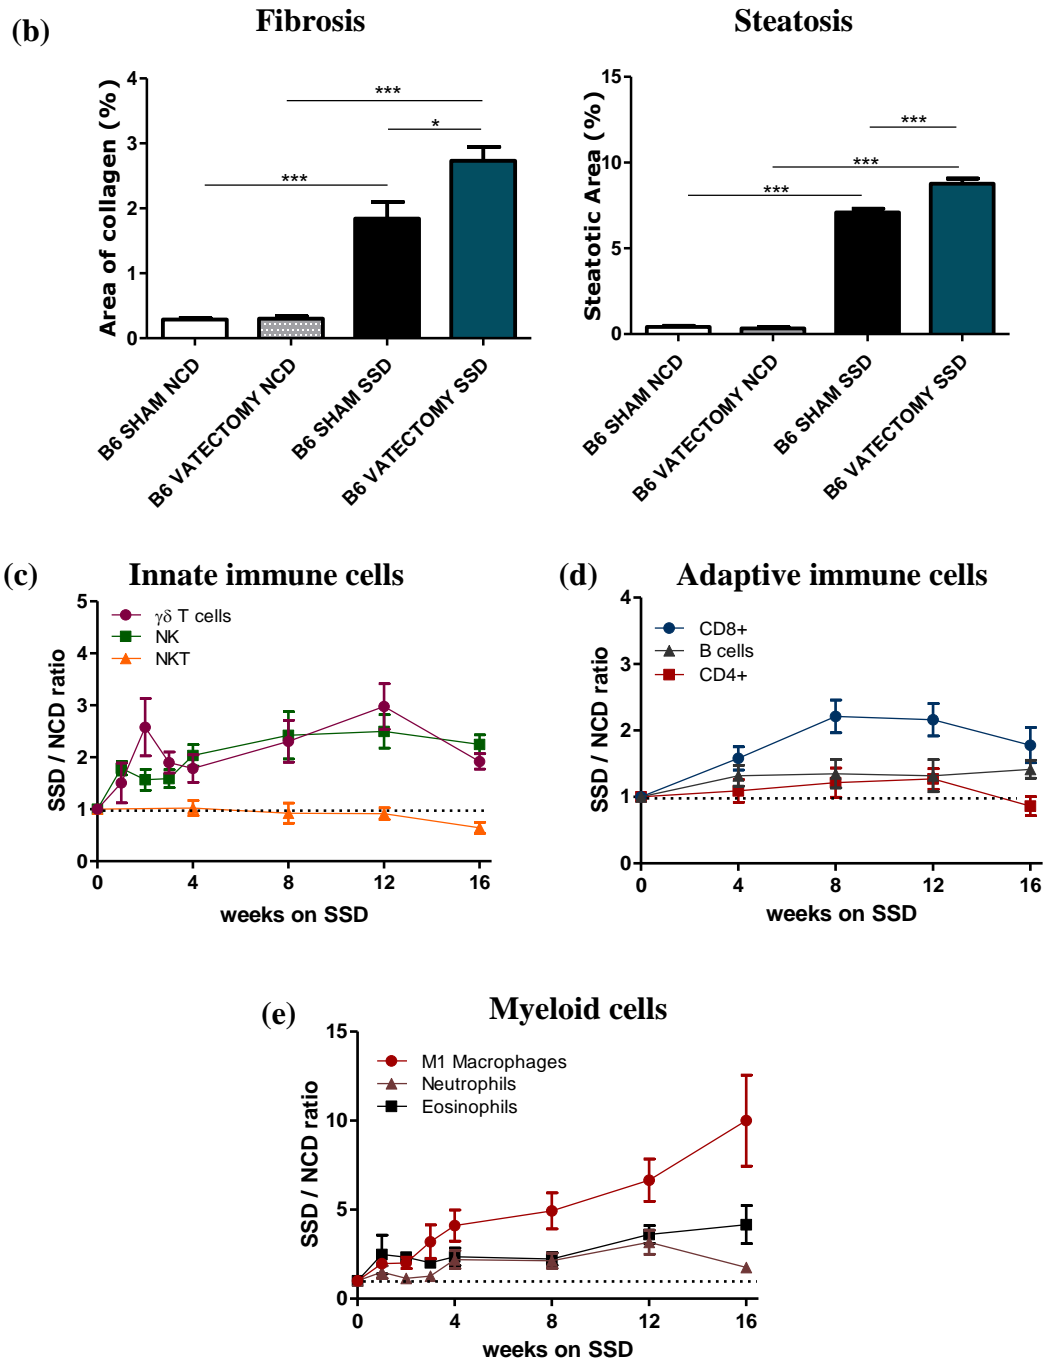 (b)
Fibrosis
Steatosis
Area of collagen (%)
4
3
2
1
0
***
*
***
B6 SHAM NCD
B6 VATECTOMY NCD
B6 SHAM SSD
B6 VATECTOMY SSD
Steatotic Area (%)
15
10
5
0
***
***
***
B6 SHAM NCD
B6 VATECTOMY NCD
B6 SHAM SSD
B6 VATECTOMY SSD
(c)
Innate immune cells
SSD / NCD ratio
5
4
3
2
1
0
γδ T cells
NK
NKT
0 4 8 12 16
weeks on SSD
(d)
Adaptive immune cells
SSD / NCD ratio
4
3
2
1
0
CD8+
B cells
CD4+
0 4 8 12 16
weeks on SSD
(e)
Myeloid cells
SSD / NCD ratio
15
10
5
0
M1 Macrophages
Neutrophils
Eosinophils
0 4 8 12 16
weeks on SSD